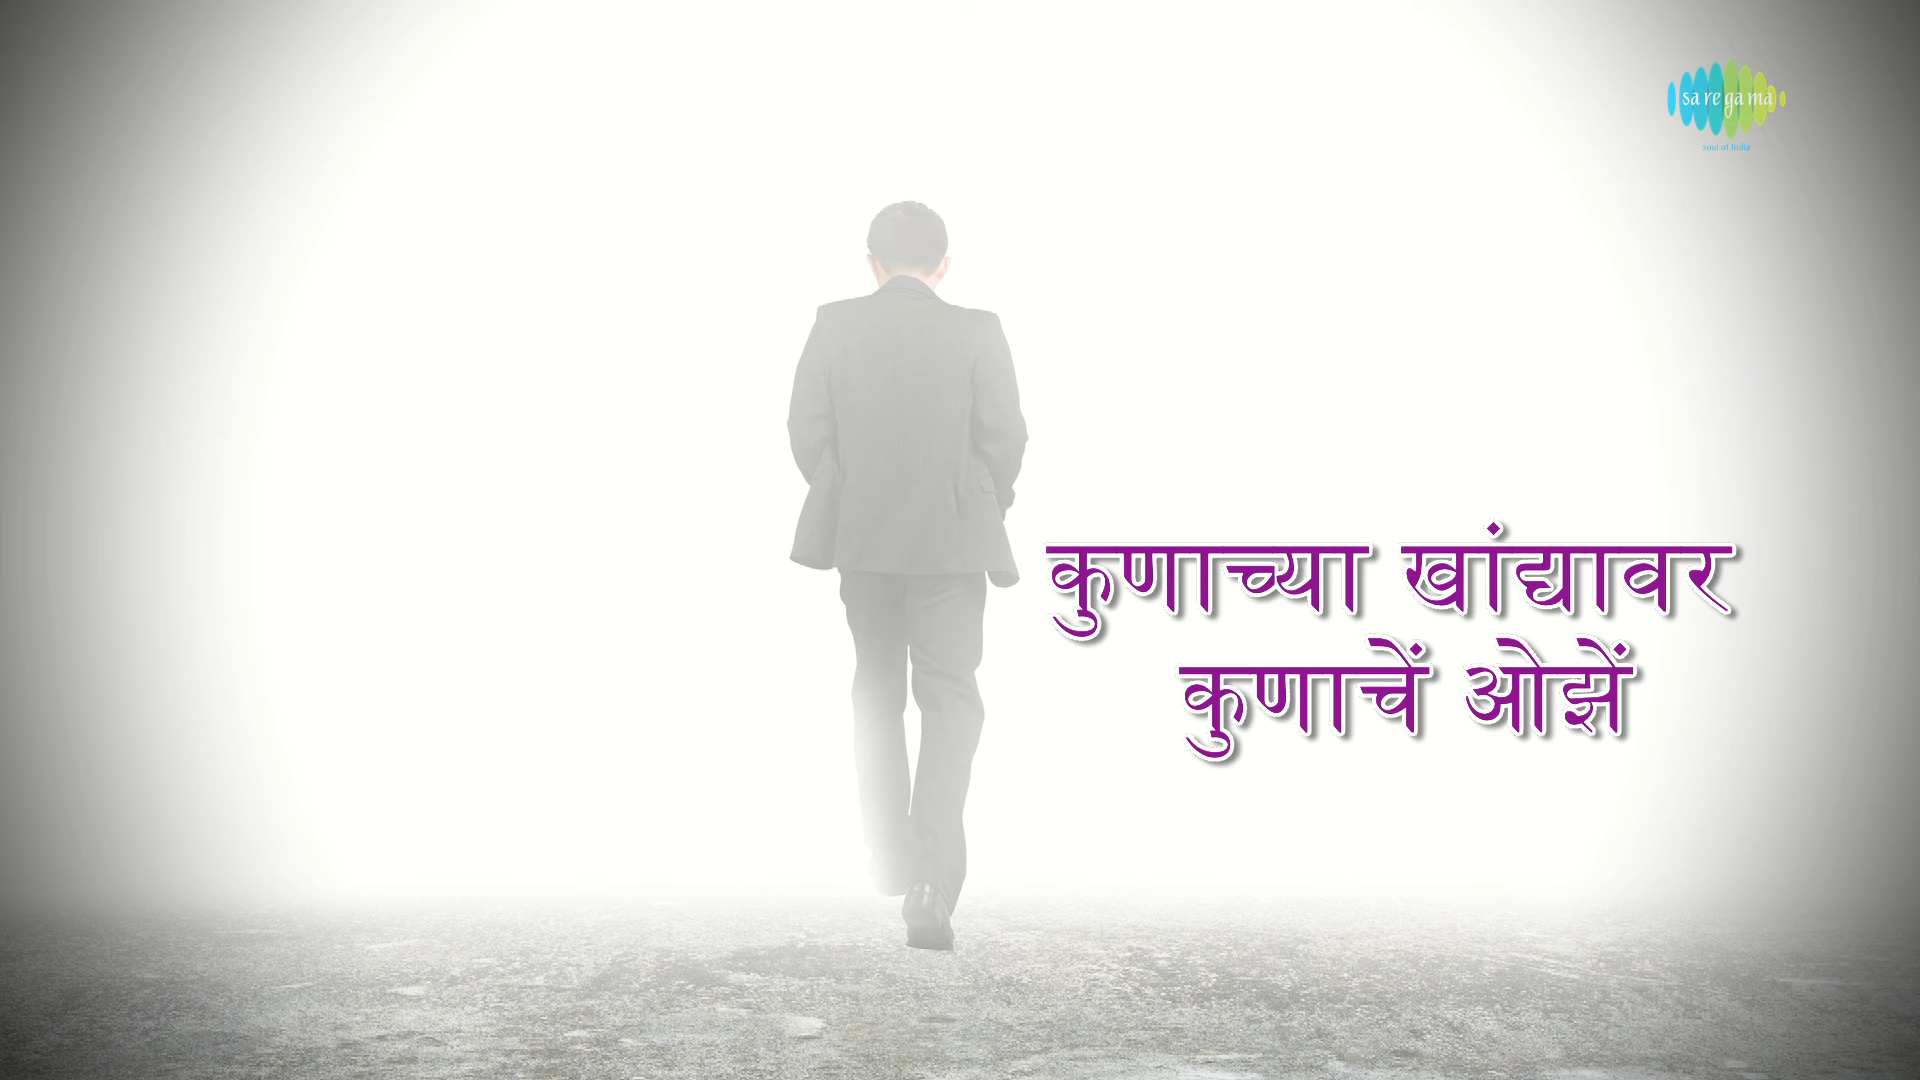 sa re ga ma
soul of India
कुणाच्या खांद्यावर
कुणाचें ओझें